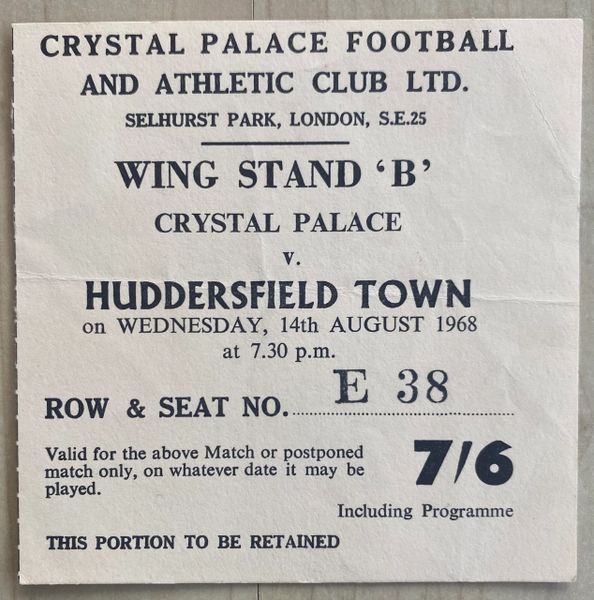 CRYSTAL PALACE FOOTBALL
AND ATHLETIC CLUB LTD.
SELHURST PARK, LONDON, S.E.25
WING STAND ‘B’
CRYSTAL PALACE
v.
HUDDERSFIELD TOWN
on WEDNESDAY, 14th AUGUST 1968
at 7.30 p.m.
ROW & SEAT NO. E 38
Valid for the above Match or postponed
match only, on whatever date it may be
played.
7/6
Including Programme
THIS PORTION TO BE RETAINED